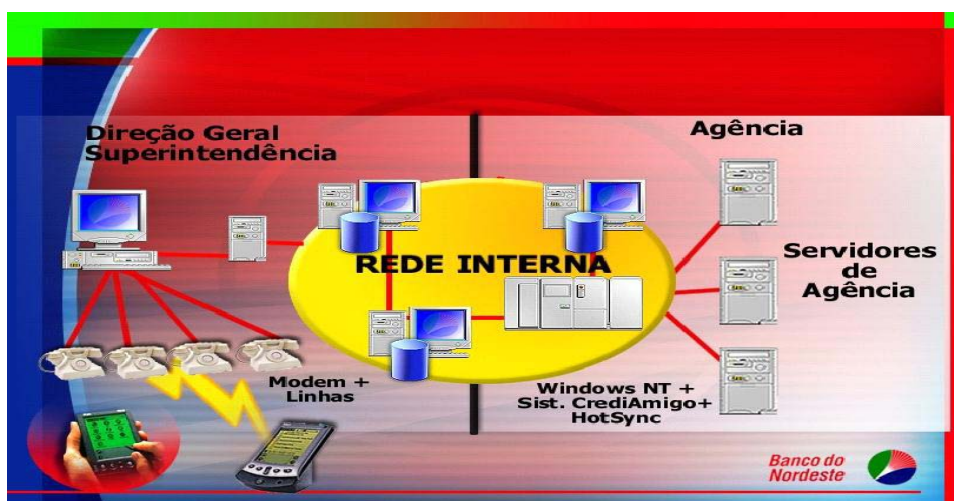 Direção Geral
Superintendência
Agência
REDE INTERNA
Servidores
de
Agência
Modem +
Linhas
Windows NT +
Sist. CrediAmigo+
HotSync
Banco do
Nordeste